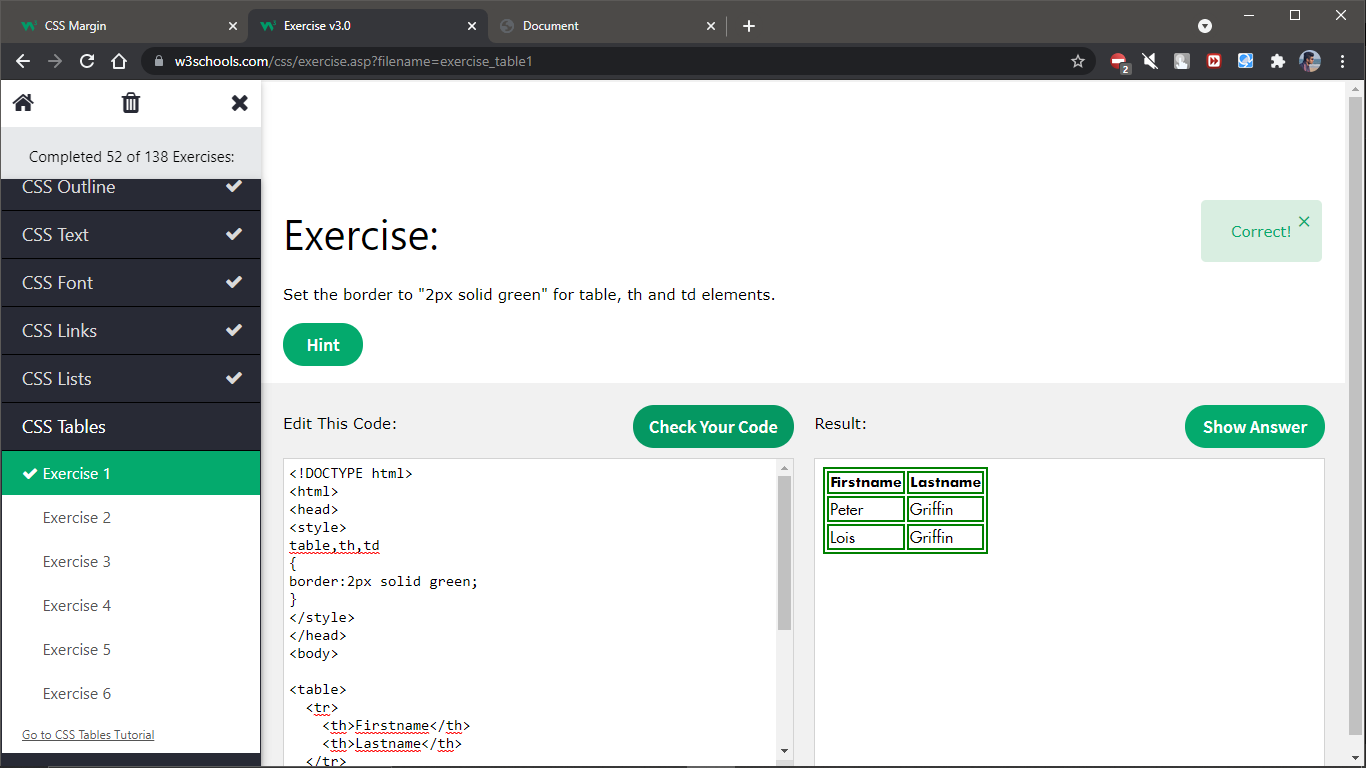 CSS Margin
Exercise v3.0
Document
w3schools.com/css/exercise.asp?filename=exercise_table1
2
Completed 52 of 138 Exercises:
CSS Outline
CSS Text
CSS Font
CSS Links
CSS Lists
CSS Tables
Exercise 1
Exercise 2
Exercise 3
Exercise 4
Exercise 5
Exercise 6
Go to CSS Tables Tutorial
Exercise:
Correct!
Set the border to "2px solid green" for table, th and td elements.
Hint
Edit This Code:
Check Your Code
<!DOCTYPE html>
<html>
<head>
<style>
table,th,td
{
border:2px solid green;
}
</style>
</head>
<body>
<table>
<tr>
<th>Firstname</th>
<th>Lastname</th>
</tr>
Result:
Show Answer
Firstname Lastname
Peter Griffin
Lois Griffin